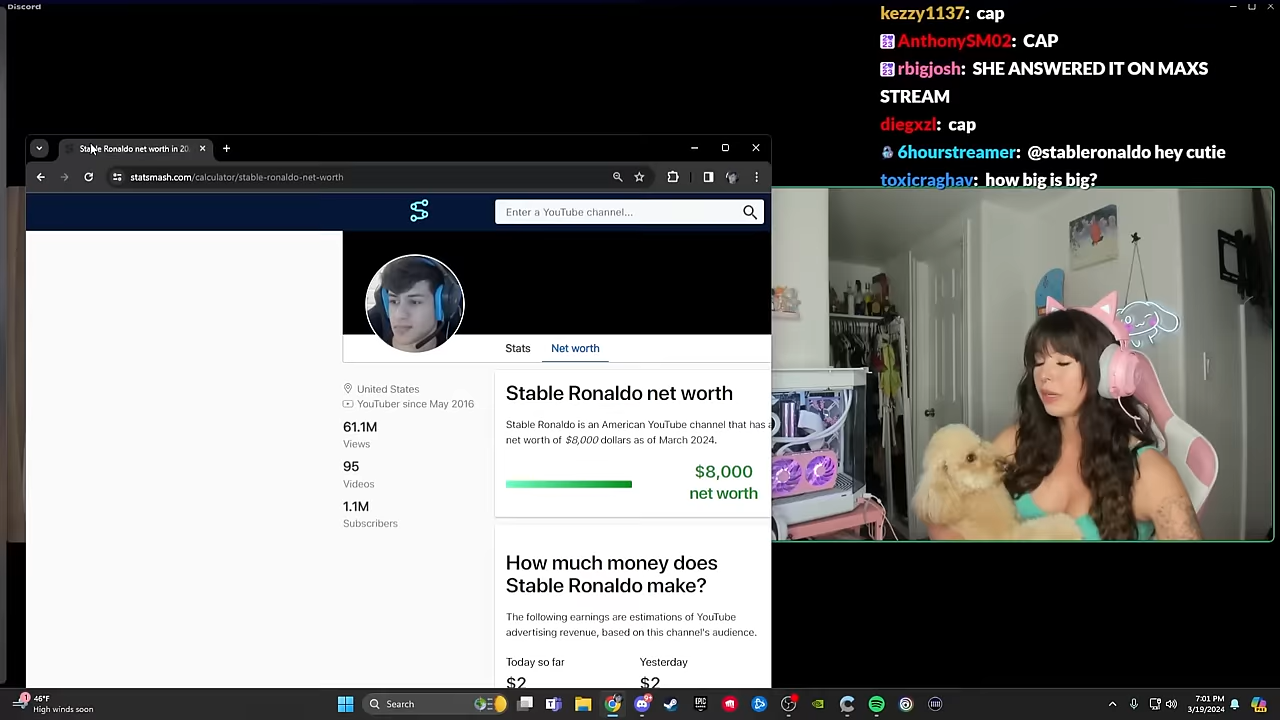 Discord
kezzy1137: cap
AnthonySM02: CAP
rbigjosh: SHE ANSWERED IT ON MAXS
STREAM
diegxzl: cap
6hourstreamer: @stableronaldo hey cutie
toxicraghav: how big is big?
Stable Ronaldo net worth in 20
statsmash.com/calculator/stable-ronaldo-net-worth
Enter a YouTube channel...
Stats
Net worth
United States
YouTuber since May 2016
61.1M
Views
95
Videos
1.1M
Subscribers
Stable Ronaldo net worth
Stable Ronaldo is an American YouTube channel that has a
net worth of $8,000 dollars as of March 2024.
$8,000
net worth
How much money does
Stable Ronaldo make?
The following earnings are estimations of YouTube
advertising revenue, based on this channel's audience.
Today so far
Yesterday
$2
$2
46°F
High winds soon
Search
7:01 PM
3/19/2024